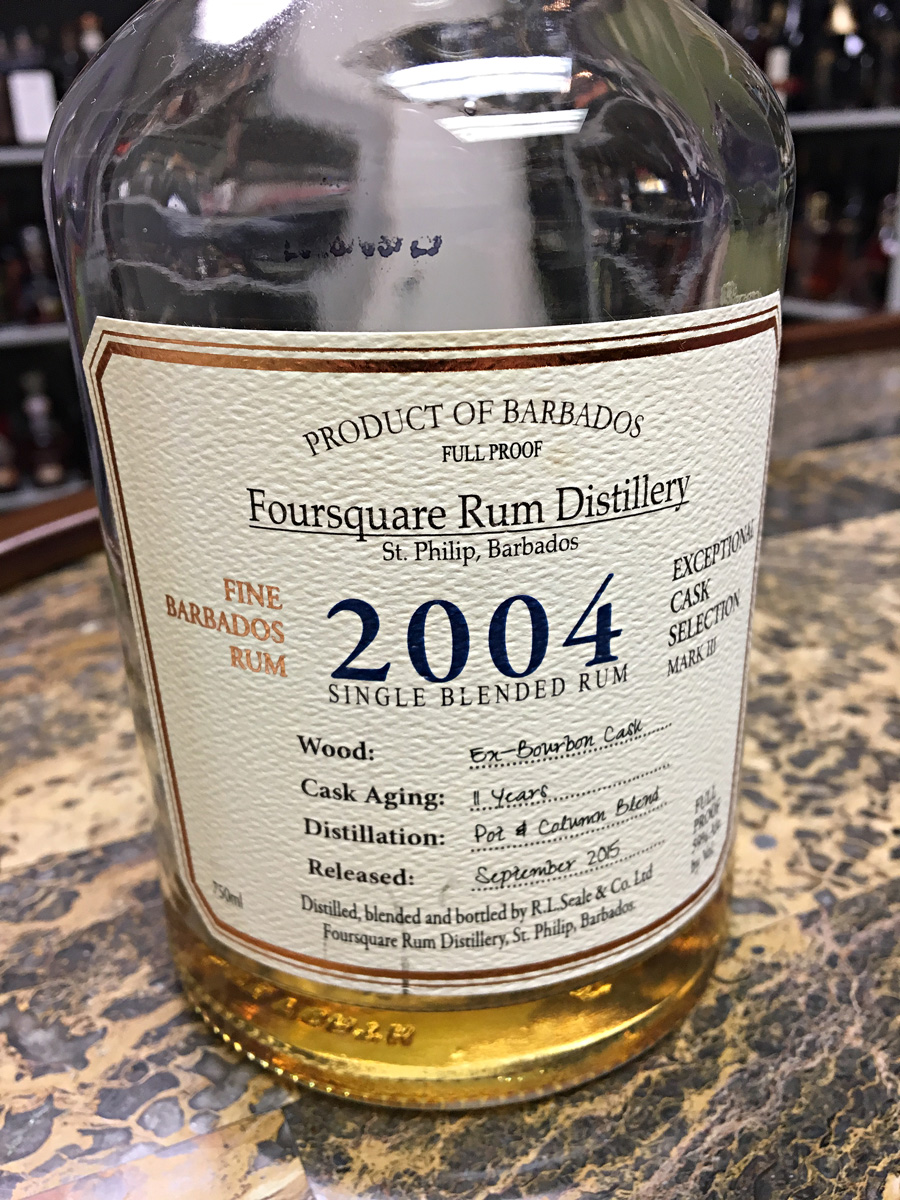 PRODUCT OF BARBADOS
FULL PROOF
Foursquare Rum Distillery
St. Philip, Barbados
FINE
BARBADOS
RUM
2004
SINGLE BLENDED RUM
EXCEPTIONAL
CASK
SELECTION
MARK III
Wood: Ex-Bourbon Cask
Cask Aging: 11 Years
Distillation: Pot & Column Blend
Released: September 2015
FULL
PROOF
750ml
Distilled, blended and bottled by R.L.Seale & Co. Ltd
Foursquare Rum Distillery, St. Philip, Barbados.